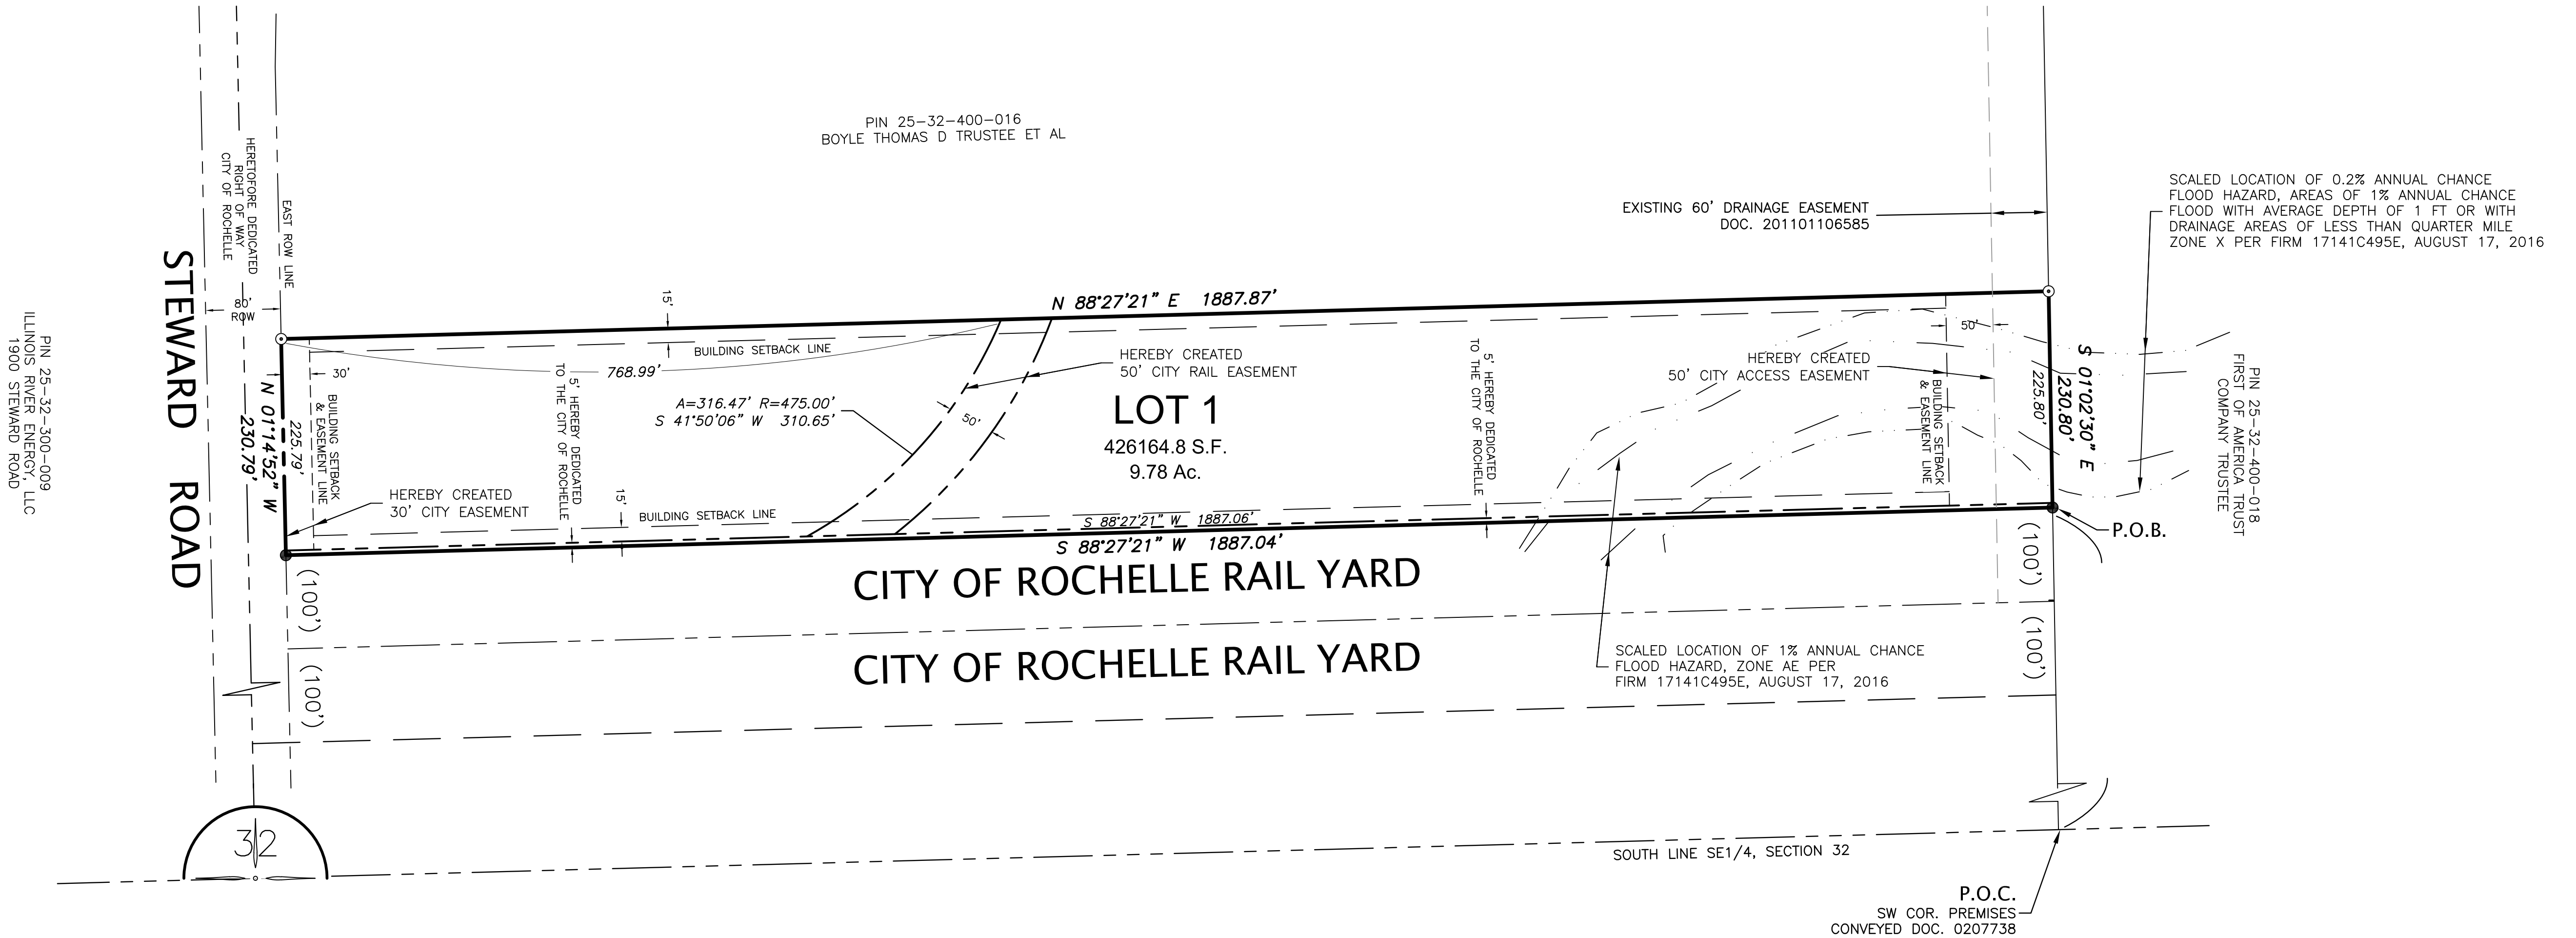 PIN 25-32-400-016
BOYLE THOMAS D TRUSTEE ET AL
HERETOFORE DEDICATED
RIGHT OF WAY
CITY OF ROCHELLE
EAST ROW LINE
80'
ROW
STEWARD ROAD
PIN 25-32-300-009
ILLINOIS RIVER ENERGY, LLC
1900 STEWARD ROAD
EXISTING 60' DRAINAGE EASEMENT
DOC. 201101106585
SCALED LOCATION OF 0.2% ANNUAL CHANCE
FLOOD HAZARD, AREAS OF 1% ANNUAL CHANCE
FLOOD WITH AVERAGE DEPTH OF 1 FT OR WITH
DRAINAGE AREAS OF LESS THAN QUARTER MILE
ZONE X PER FIRM 17141C495E, AUGUST 17, 2016
N 88°27'21" E 1887.87'
15'
BUILDING SETBACK LINE
30'
768.99'
BUILDING SETBACK
& EASEMENT LINE
N 01°14'52" W
230.79'
225.79'
HEREBY CREATED
30' CITY EASEMENT
5' HEREBY DEDICATED
TO THE CITY OF ROCHELLE
15'
BUILDING SETBACK LINE
A=316.47' R=475.00'
S 41°50'06" W 310.65'
50'
HEREBY CREATED
50' CITY RAIL EASEMENT
LOT 1
426164.8 S.F.
9.78 Ac.
5' HEREBY DEDICATED
TO THE CITY OF ROCHELLE
HEREBY CREATED
50' CITY ACCESS EASEMENT
50'
BUILDING SETBACK
& EASEMENT LINE
225.80'
S 01°02'30" E
230.80'
PIN 25-32-400-018
FIRST OF AMERICA TRUST
COMPANY TRUSTEE
S 88°27'21" W 1887.06'
S 88°27'21" W 1887.04'
P.O.B.
CITY OF ROCHELLE RAIL YARD
(100')
(100')
CITY OF ROCHELLE RAIL YARD
(100')
(100')
SCALED LOCATION OF 1% ANNUAL CHANCE
FLOOD HAZARD, ZONE AE PER
FIRM 17141C495E, AUGUST 17, 2016
32
SOUTH LINE SE1/4, SECTION 32
P.O.C.
SW COR. PREMISES
CONVEYED DOC. 0207738